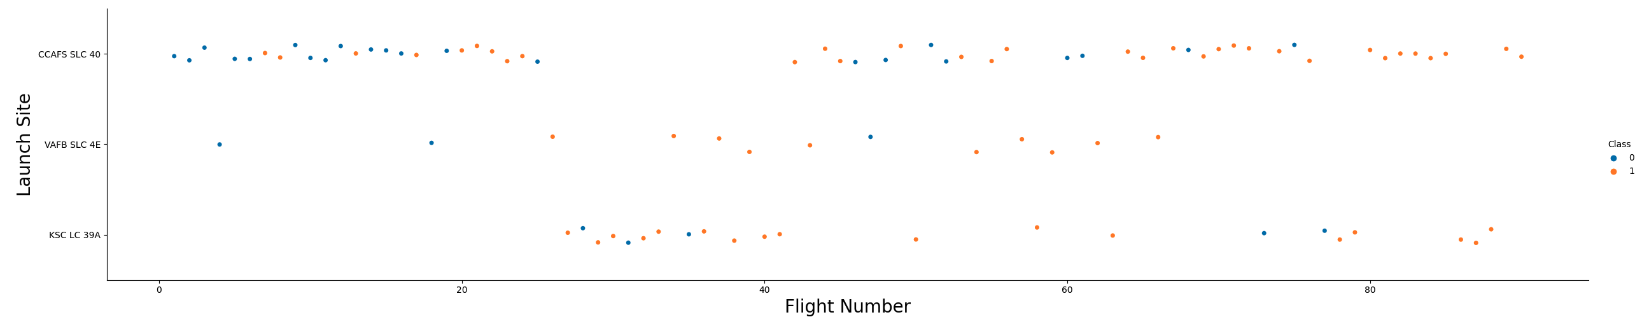 Launch Site
CCAFS SLC 40
VAFB SLC 4E
KSC LC 39A
0
20
40
60
80
Flight Number
Class
0
1